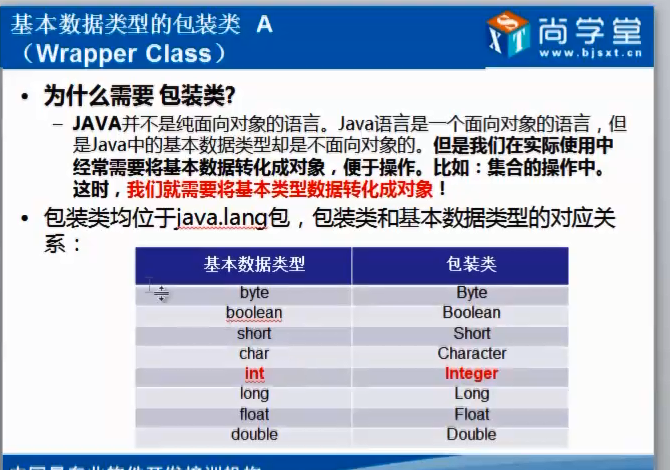 基本数据类型的包装类 A
（Wrapper Class）
尚学堂
www.bjsxt.cn
• 为什么需要 包装类?
– JAVA并不是纯面向对象的语言。Java语言是一个面向对象的语言，但
是Java中的基本数据类型却是不面向对象的。但是我们在实际使用中
经常需要将基本数据转化成对象，便于操作。比如：集合的操作中。
这时，我们就需要将基本类型数据转化成对象！
• 包装类均位于java.lang包，包装类和基本数据类型的对应关
系：
基本数据类型 包装类
byte Byte
boolean Boolean
short Short
char Character
int Integer
long Long
float Float
double Double